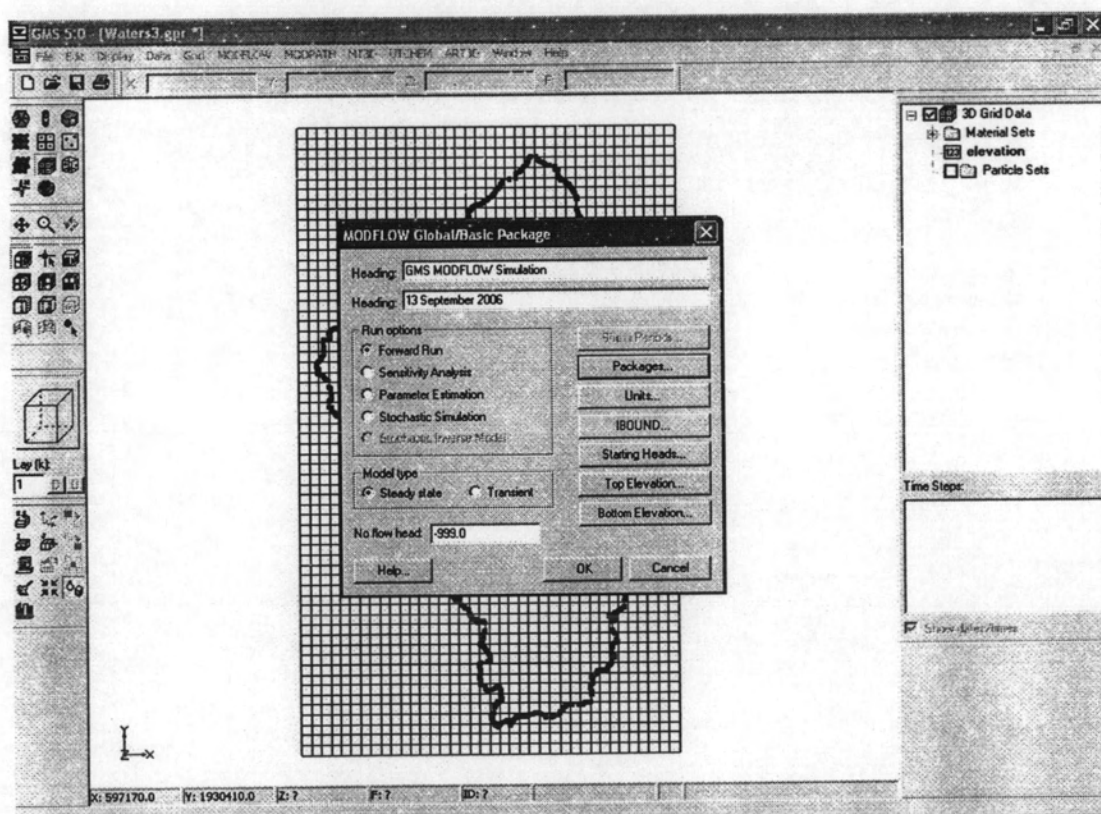 GMS 5.0 - [Waters3.gpr *]
File Edit Display Data Grid MODFLOW MODPATH MT3D UTCHEM ART3D Window Help
X: Y: Z: F:
3D Grid Data
Material Sets
elevation
Particle Sets
MODFLOW Global/Basic Package
Heading: GMS MODFLOW Simulation
Heading: 13 September 2006
Run options
Forward Run
Sensitivity Analysis
Parameter Estimation
Stochastic Simulation
Stochastic Inverse Model
Stress Periods...
Packages...
Units...
IBOUND...
Starting Heads...
Top Elevation...
Bottom Elevation...
Model type
Steady state Transient
No flow head: -999.0
Help... OK Cancel
Lay (k):
1
Time Steps:
Y
Z X
X: 597170.0 Y: 1930410.0 Z: ? F: ? ID: ?